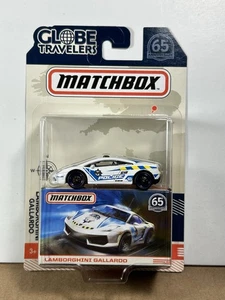 GLOBE
TRAVELERS
65
MATCHBOX
LAMBORGHINI
GALLARDO
POLICE
3+
MATCHBOX
65
LAMBORGHINI GALLARDO